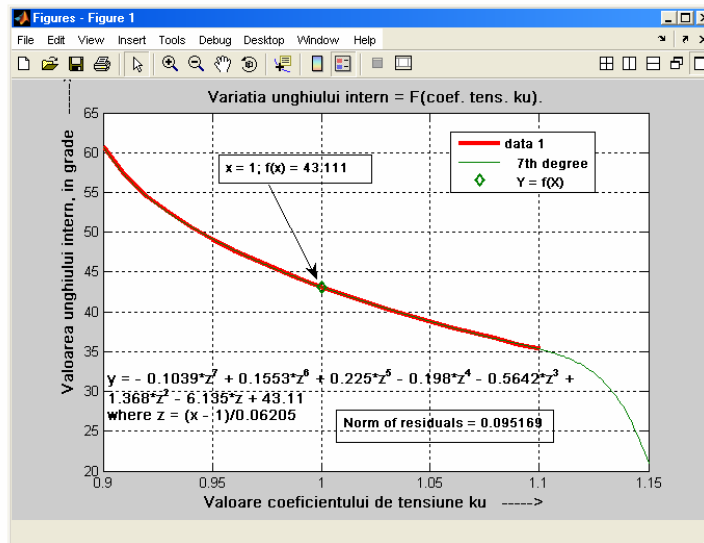 Figures - Figure 1
File Edit View Insert Tools Debug Desktop Window Help
Variatia unghiului intern = F(coef. tens. ku).
Valoarea unghiului intern, in grade ----->
65
60
55
50
45
40
35
30
25
20
data 1
7th degree
Y = f(X)
x = 1; f(x) = 43.111
y = - 0.1039*z^7 + 0.1553*z^6 + 0.225*z^5 - 0.198*z^4 - 0.5642*z^3 +
1.368*z^2 - 6.135*z + 43.11
where z = (x - 1)/0.06205
Norm of residuals = 0.095169
0.9 0.95 1 1.05 1.1 1.15
Valoare coeficientului de tensiune ku ----->